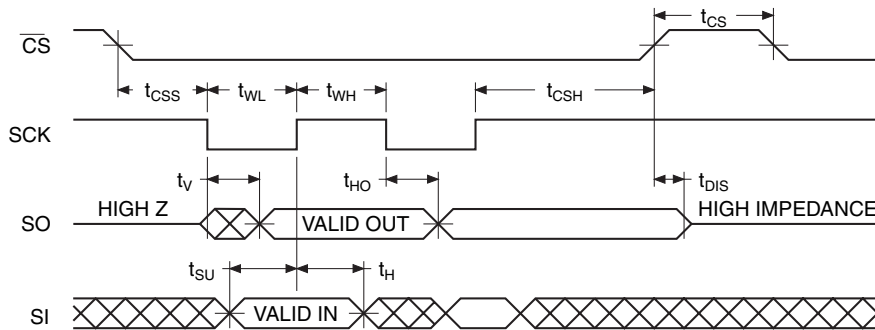 CS
tCS
tCSS
tWL
tWH
tCSH
SCK
tV
tHO
tDIS
SO
HIGH Z
VALID OUT
HIGH IMPEDANCE
tSU
tH
SI
VALID IN